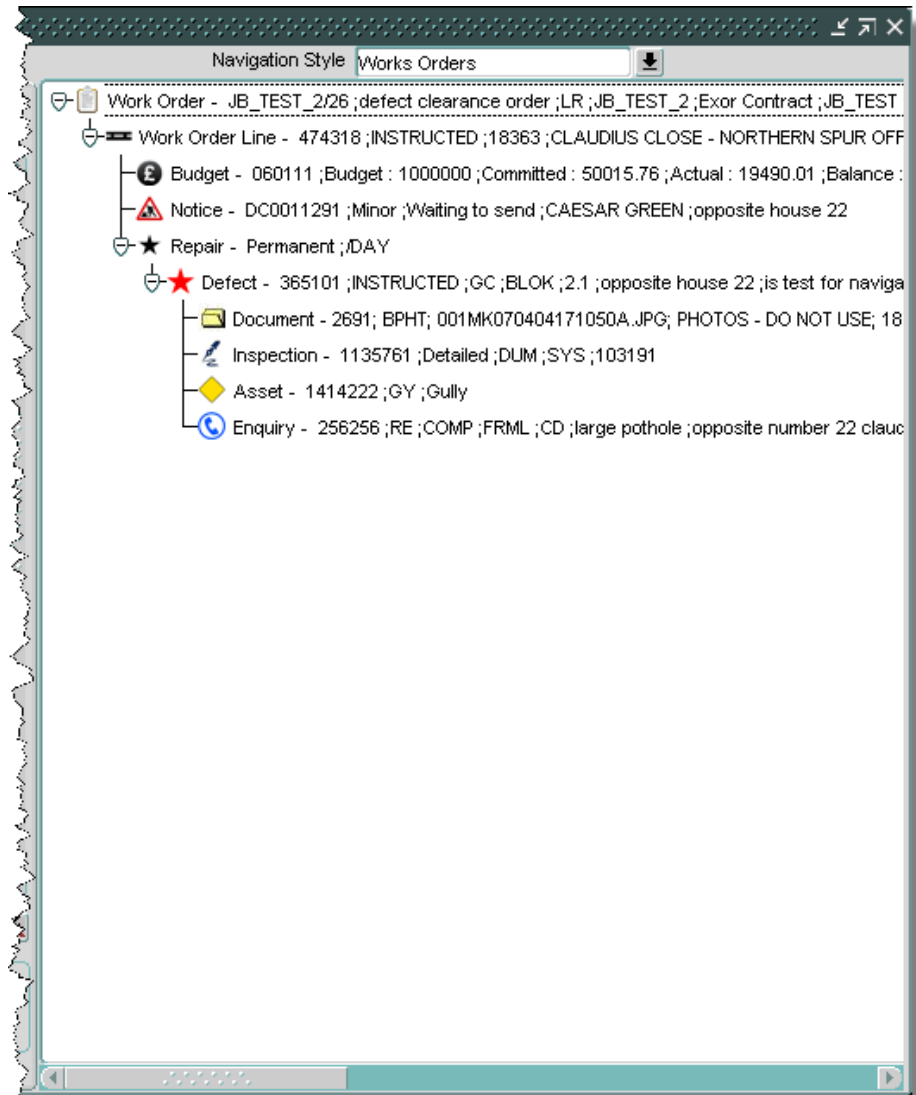 Navigation Style Works Orders
Work Order - JB_TEST_2/26 ;defect clearance order ;LR ;JB_TEST_2 ;Exor Contract ;JB_TEST
Work Order Line - 474318 ;INSTRUCTED ;18363 ;CLAUDIUS CLOSE - NORTHERN SPUR OFF
£ Budget - 060111 ;Budget : 1000000 ;Committed : 50015.76 ;Actual : 19490.01 ;Balance :
Notice - DC0011291 ;Minor ;Waiting to send ;CAESAR GREEN ;opposite house 22
Repair - Permanent ;/DAY
Defect - 365101 ;INSTRUCTED ;GC ;BLOK ;2.1 ;opposite house 22 ;is test for naviga
Document - 2691; BPHT; 001MK070404171050A.JPG; PHOTOS - DO NOT USE; 18
Inspection - 1135761 ;Detailed ;DUM ;SYS ;103191
Asset - 1414222 ;GY ;Gully
Enquiry - 256256 ;RE ;COMP ;FRML ;CD ;large pothole ;opposite number 22 clauc